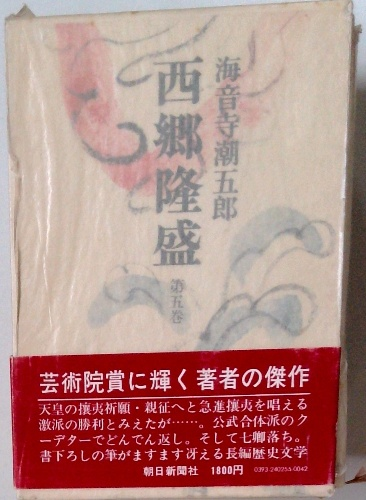 海音寺潮五郎
西郷隆盛
第五巻
芸術院賞に輝く著者の傑作
天皇の攘夷祈願・親征へと急進攘夷を唱える
激派の勝利とみえたが……。公武合体派のク
ーデターでどんでん返し。そして七卿落ち。
書下ろしの筆がますます冴える長編歴史文学
朝日新聞社 1800円 0393-240255-0042